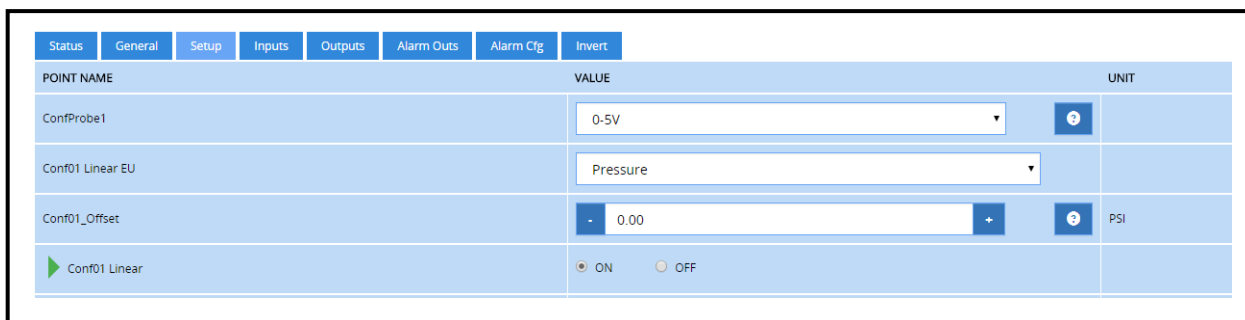 Status General Setup Inputs Outputs Alarm Outs Alarm Cfg Invert
POINT NAME VALUE UNIT
ConfProbe1 0-5V ?
Conf01 Linear EU Pressure
Conf01_Offset - 0.00 + ? PSI
Conf01 Linear ON OFF